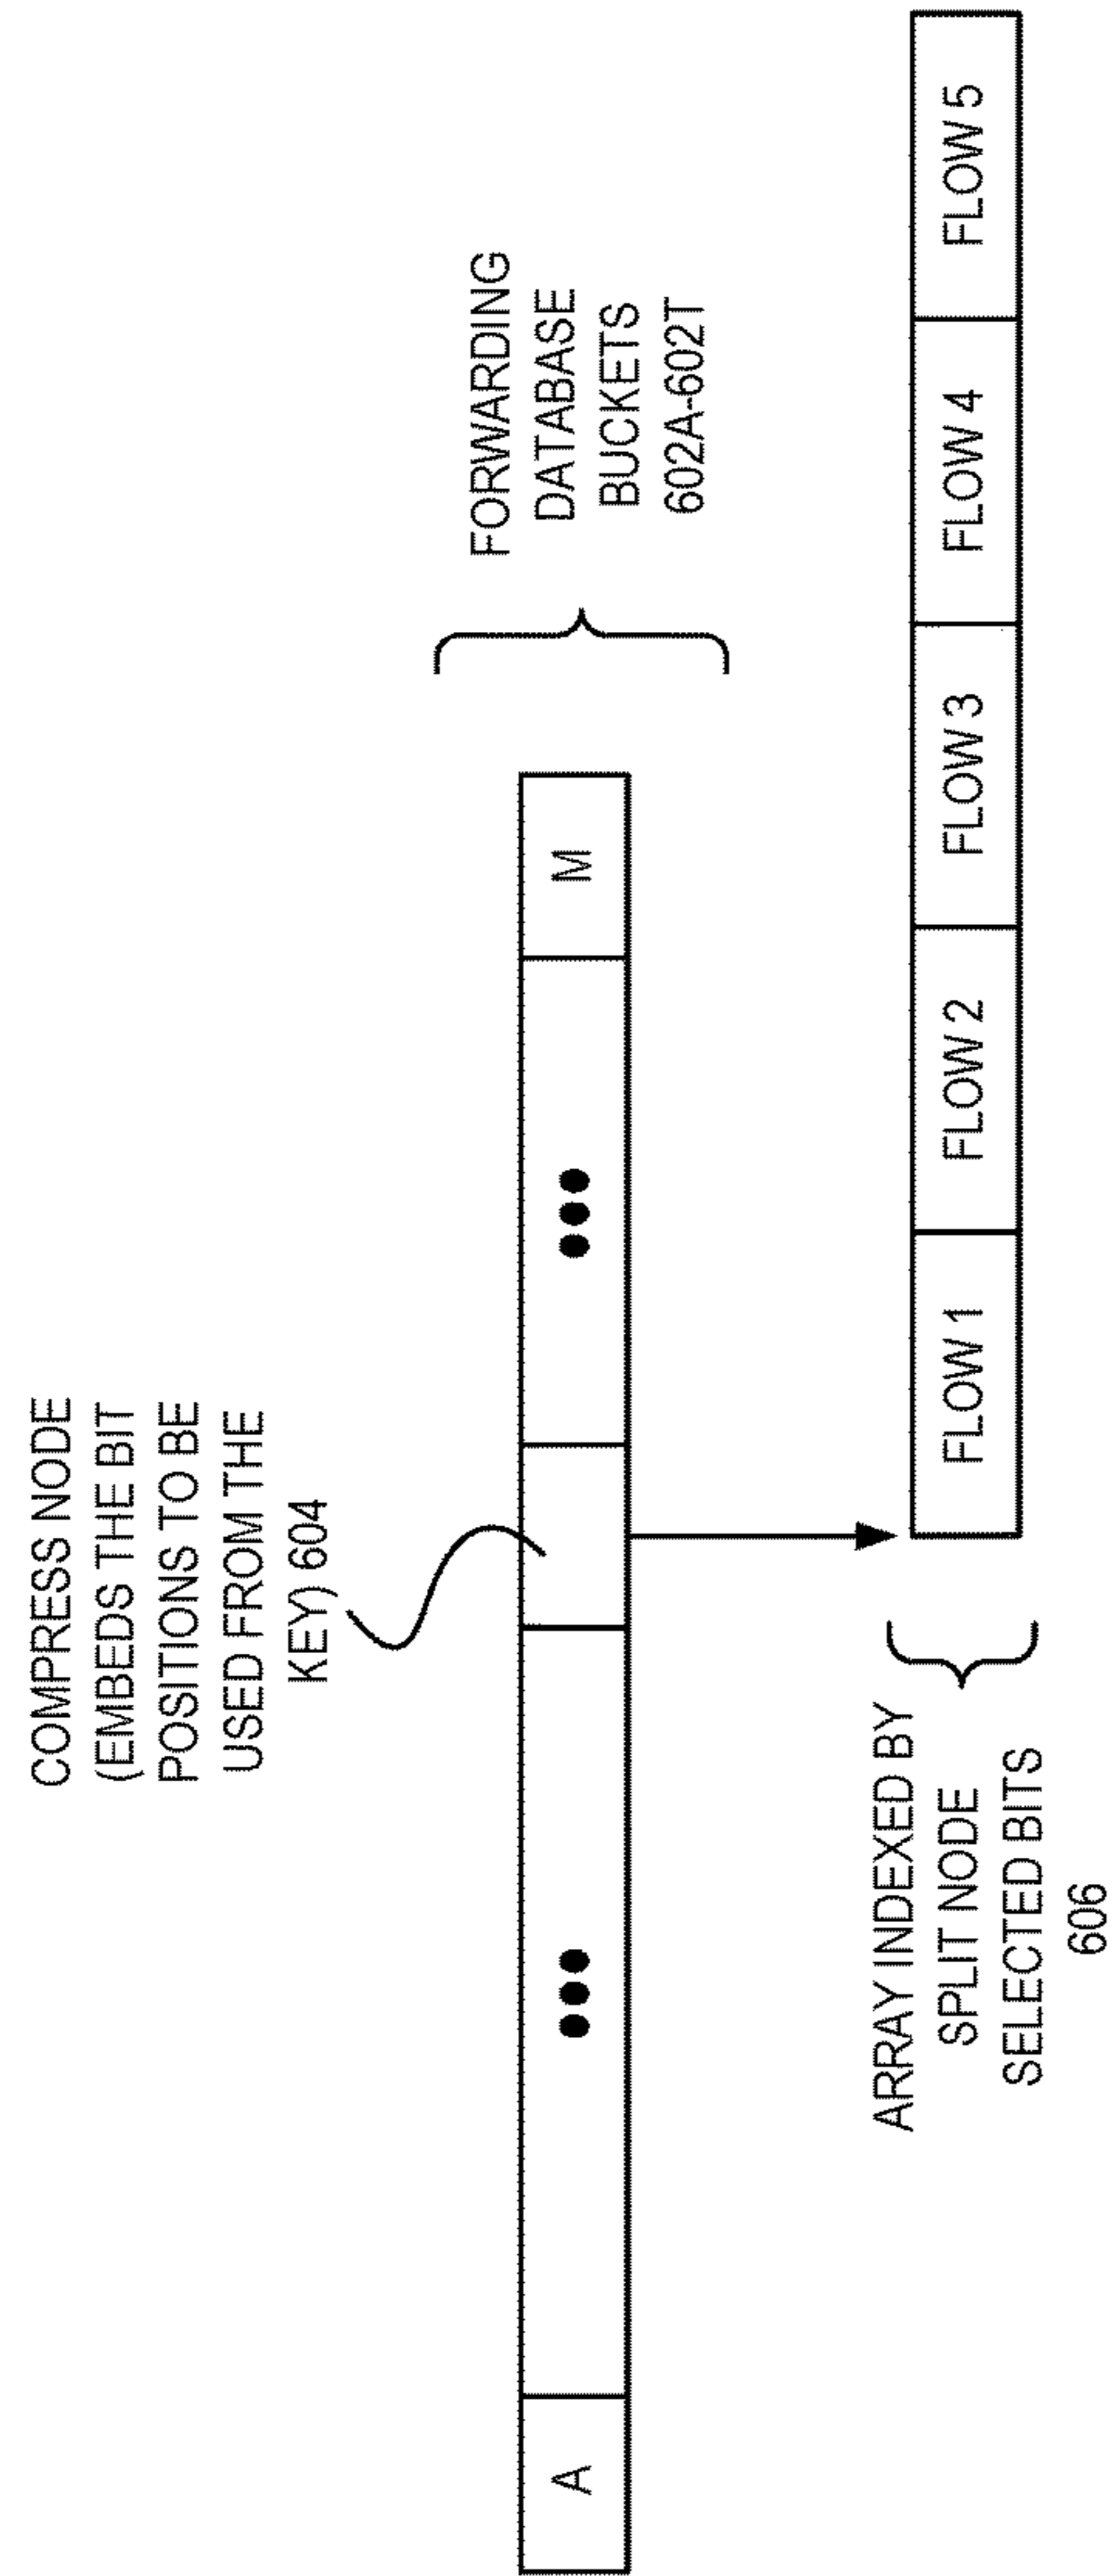 COMPRESS NODE
(EMBEDS THE BIT
POSITIONS TO BE
USED FROM THE
KEY) 604
A
M
FORWARDING
DATABASE
BUCKETS
602A-602T
ARRAY INDEXED BY
SPLIT NODE
SELECTED BITS
606
FLOW 1
FLOW 2
FLOW 3
FLOW 4
FLOW 5